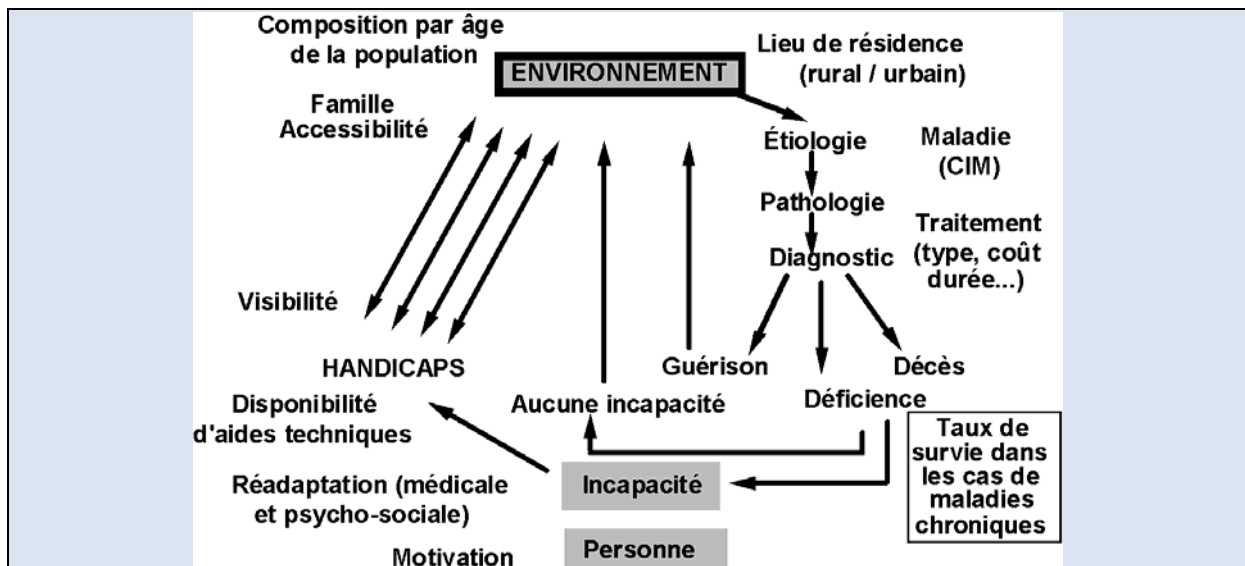 Composition par âge
de la population
ENVIRONNEMENT
Lieu de résidence
(rural / urbain)
Famille
Accessibilité
Étiologie
Maladie
(CIM)
Pathologie
Traitement
(type, coût
durée...)
Diagnostic
Visibilité
HANDICAPS
Guérison
Décès
Déficience
Disponibilité
d'aides techniques
Aucune incapacité
Taux de
survie dans
les cas de
maladies
chroniques
Réadaptation (médicale
et psycho-sociale)
Incapacité
Motivation
Personne